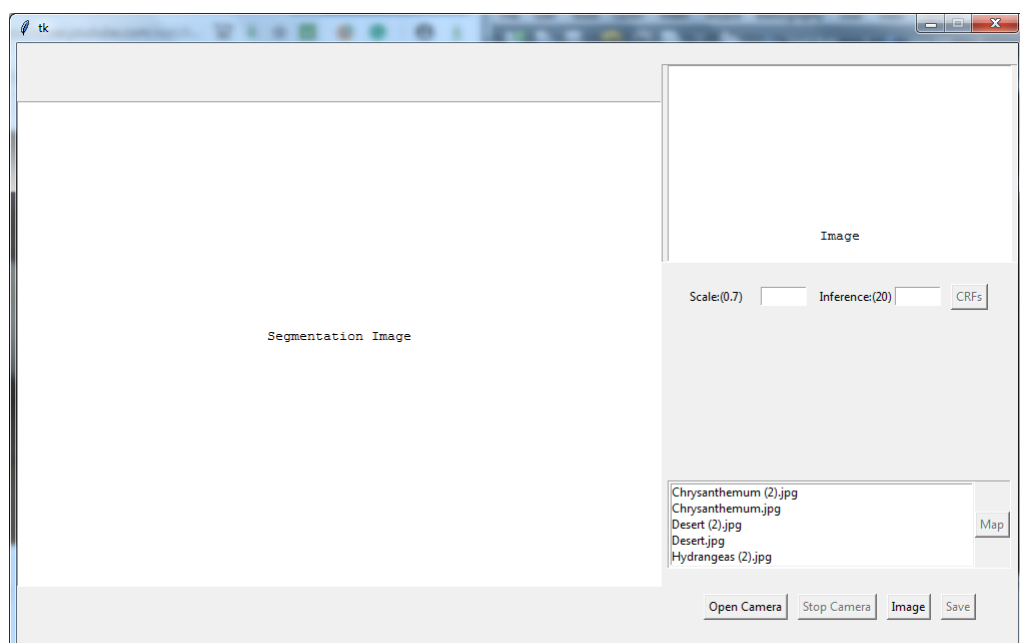 tk
Image
Scale:(0.7) Inference:(20) CRFs
Segmentation Image
Chrysanthemum (2).jpg
Chrysanthemum.jpg
Desert (2).jpg
Desert.jpg
Hydrangeas (2).jpg
Map
Open Camera Stop Camera Image Save